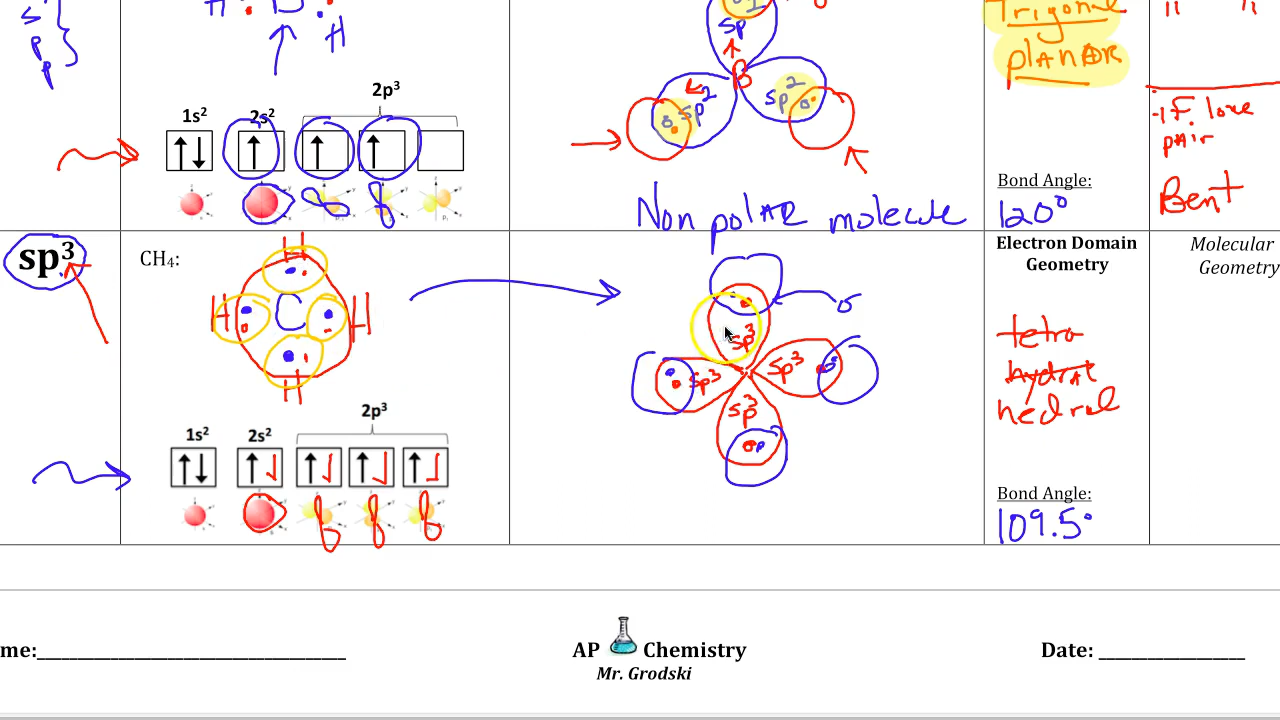 S
P
P
H
H
1s²
2s²
2p³
sp
β
sp²
sp²
Non polAR molecule
Trigonal
planAR
Bond Angle:
120°
1 F. lone
pair
Bent
sp³
CH₄:
H
H C H
H
1s²
2s²
2p³
σ
sp³
sp³
sp³
sp³
Electron Domain
Geometry
tetra
hedral
Bond Angle:
109.5°
Molecular
Geometry
me:
AP Chemistry
Mr. Grodski
Date: